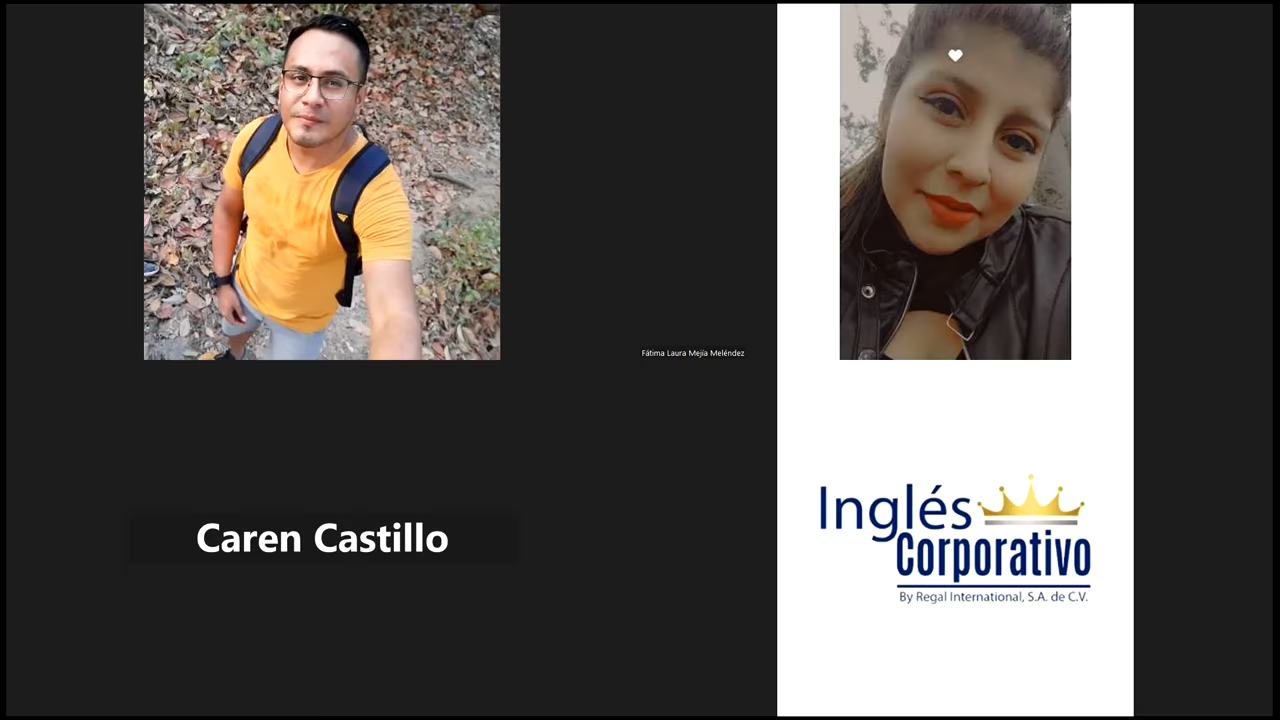 Fátima Laura Mejía Meléndez
Caren Castillo
Inglés
Corporativo
By Regal International, S.A. de C.V.